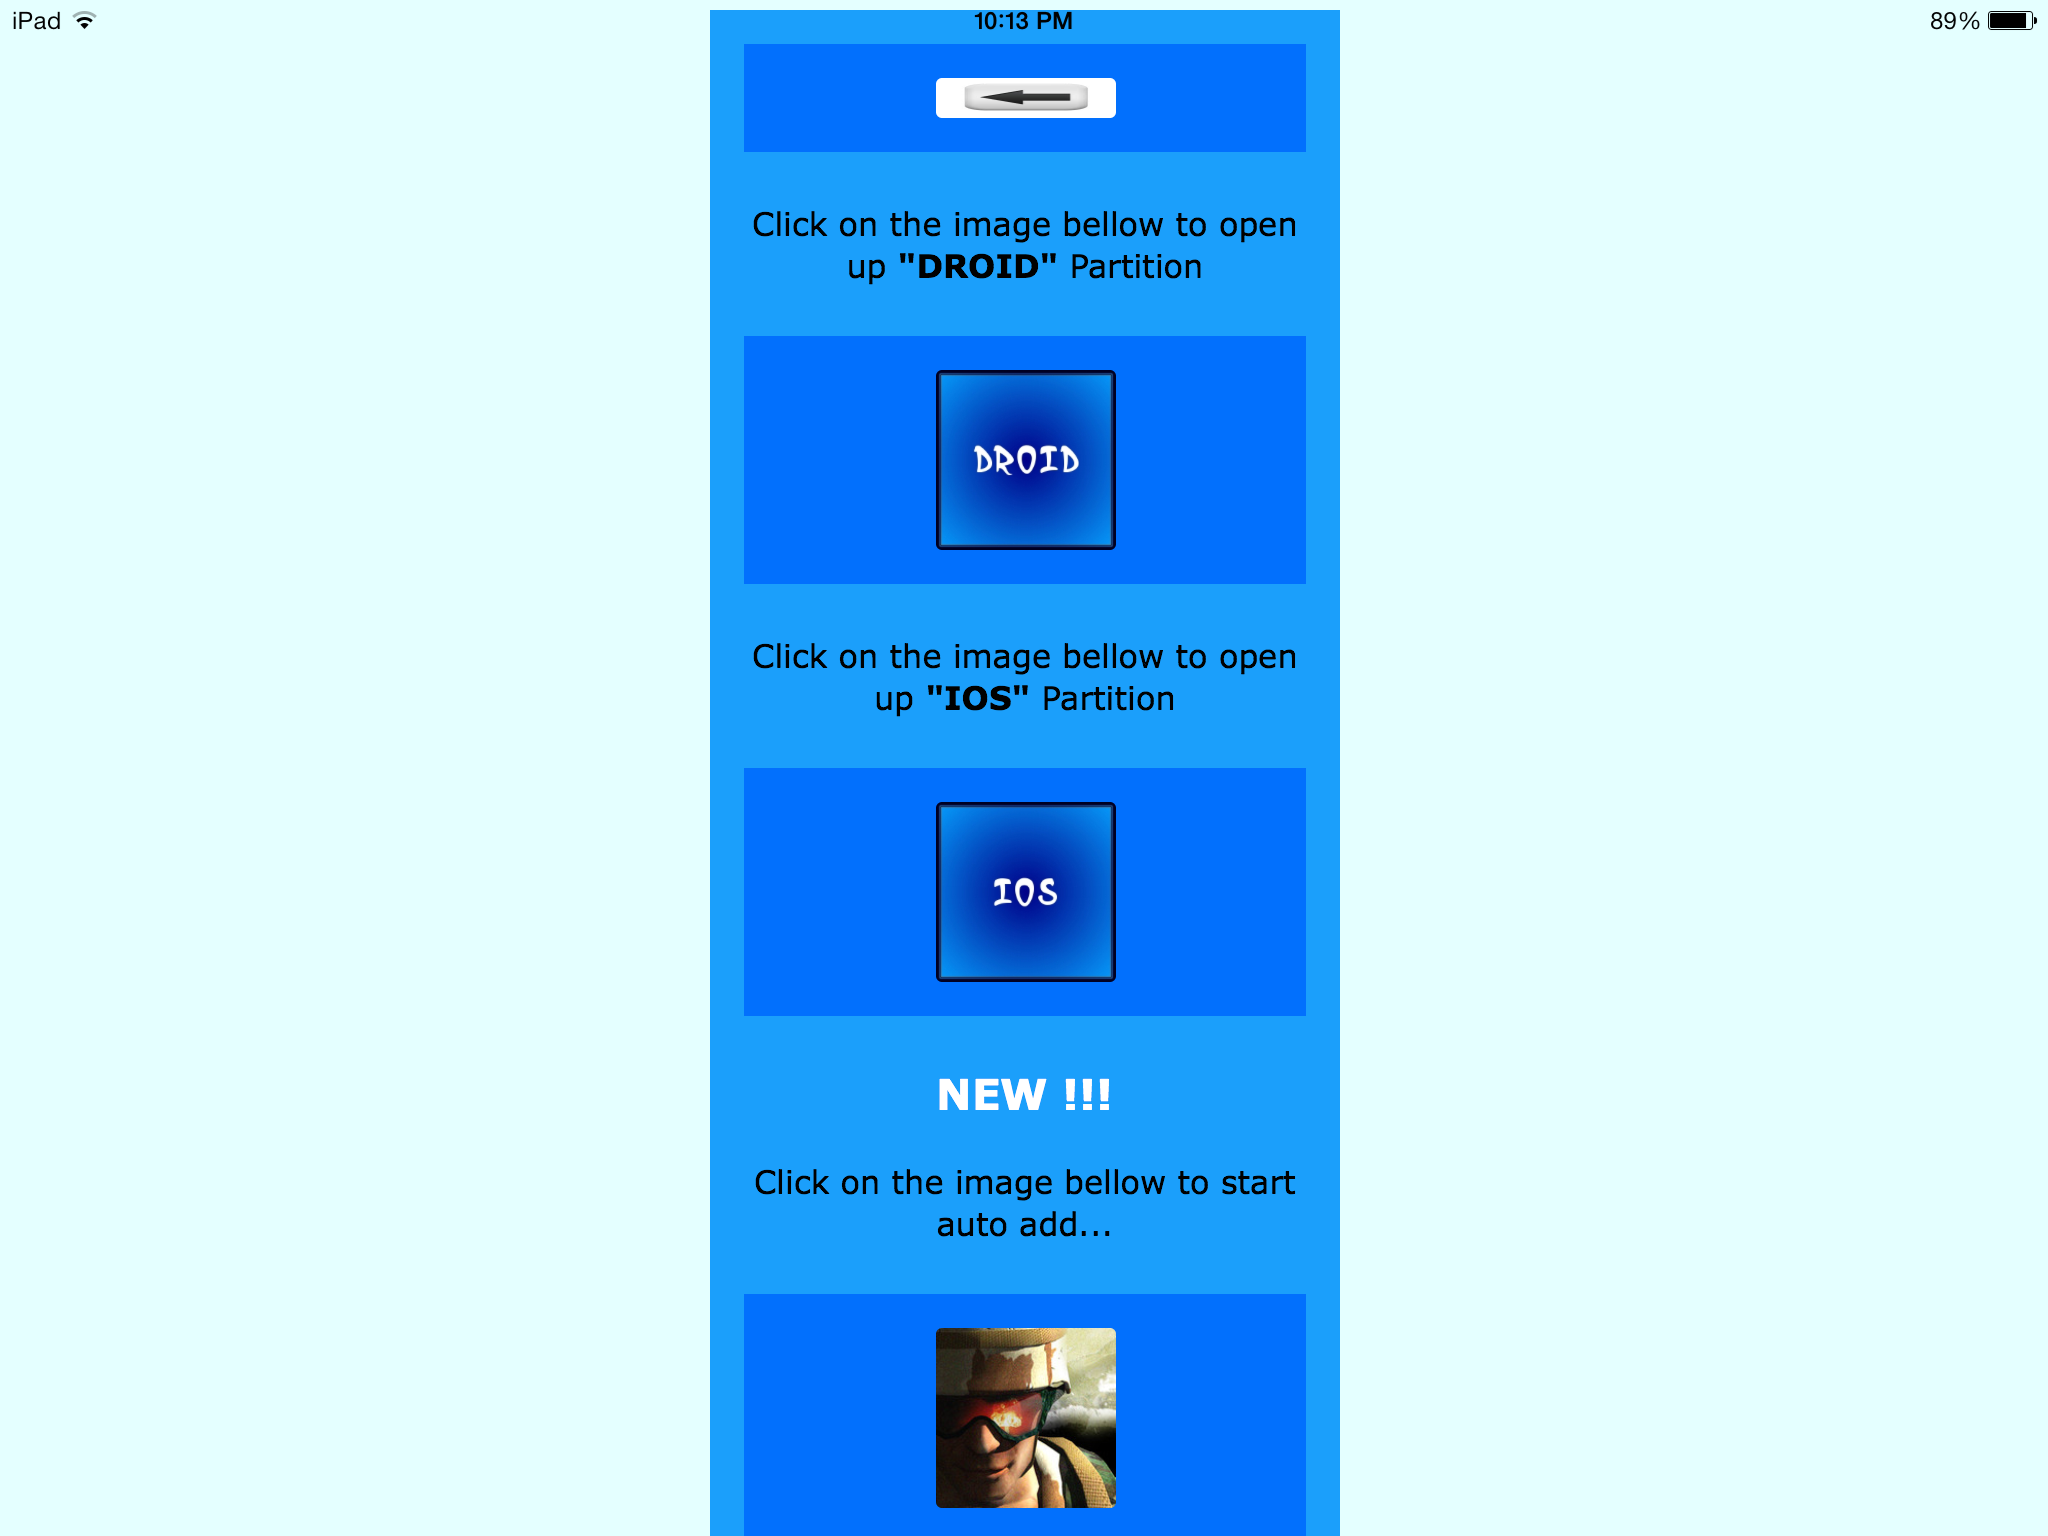 iPad 10:13 PM 89%
Click on the image bellow to open
up "DROID" Partition
DROID
Click on the image bellow to open
up "IOS" Partition
IOS
NEW !!!
Click on the image bellow to start
auto add...